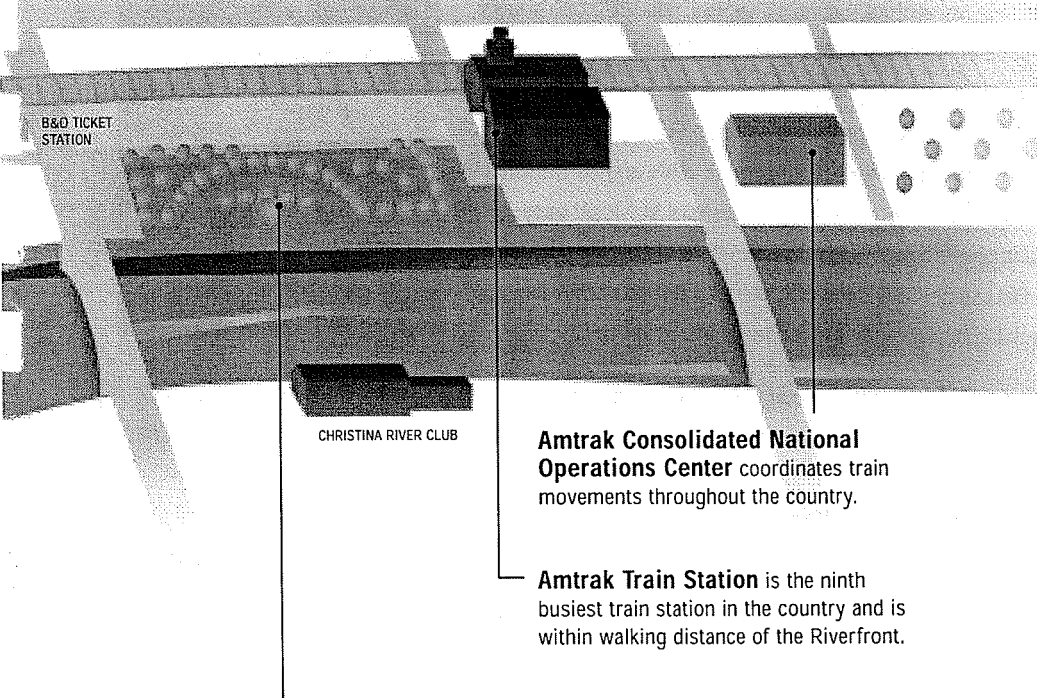 B&O TICKET
STATION
CHRISTINA RIVER CLUB
Amtrak Consolidated National
Operations Center coordinates train
movements throughout the country.
Amtrak Train Station is the ninth
busiest train station in the country and is
within walking distance of the Riverfront.